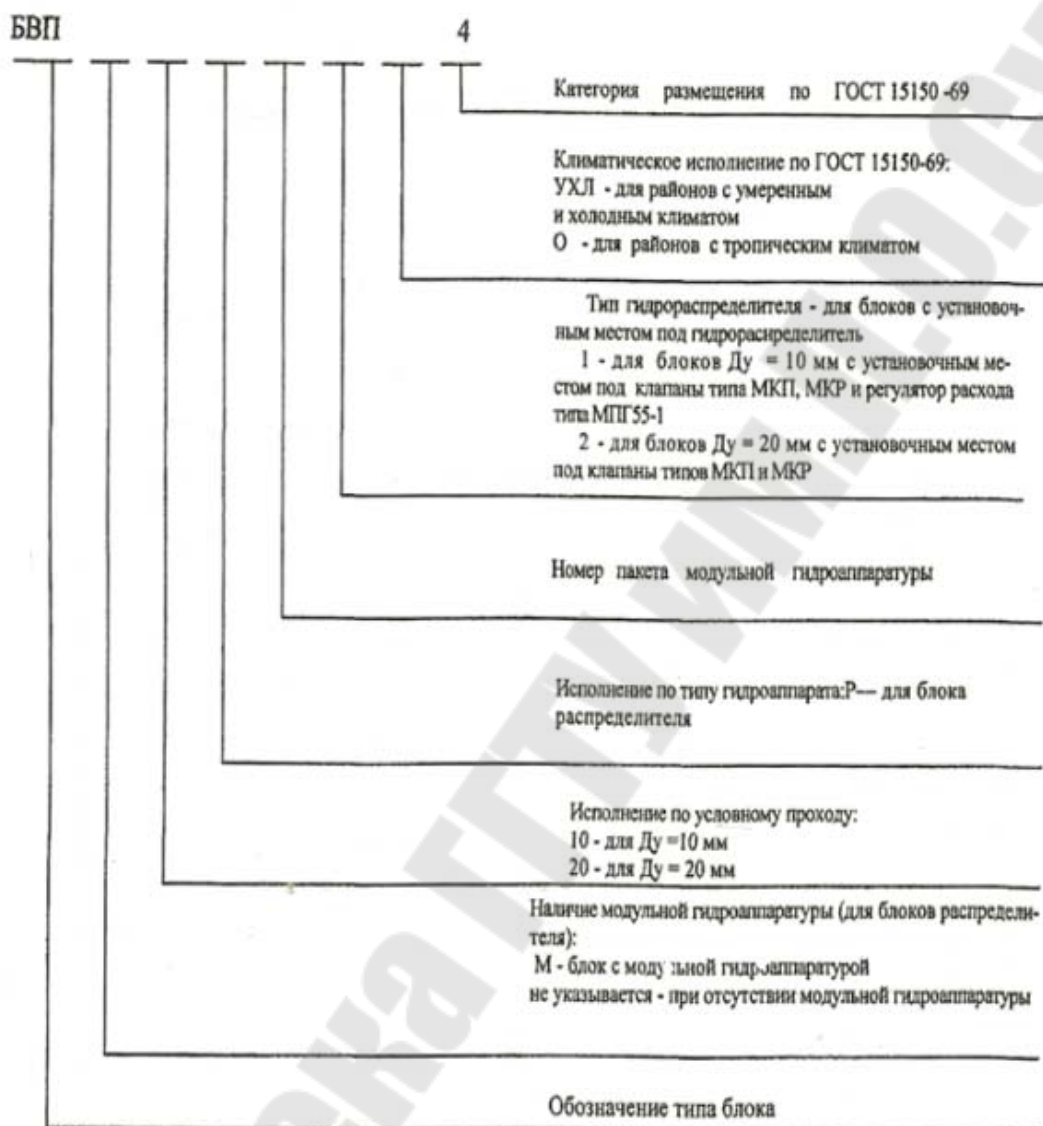 БВП 4
Категория размещения по ГОСТ 15150 -69
Климатическое исполнение по ГОСТ 15150-69:
УХЛ - для районов с умеренным
и холодным климатом
О - для районов с тропическим климатом
Тип гидрораспределителя - для блоков с установоч-
ным местом под гидрораспределитель
1 - для блоков Ду = 10 мм с установочным ме-
стом под клапаны типа МКП, МКР и регулятор расхода
типа МПГ55-1
2 - для блоков Ду = 20 мм с установочным местом
под клапаны типов МКП и МКР
Номер пакета модульной гидроаппаратуры
Исполнение по типу гидроаппарата:Р— для блока
распределителя
Исполнение по условному проходу:
10 - для Ду =10 мм
20 - для Ду = 20 мм
Наличие модульной гидроаппаратуры (для блоков распредели-
теля):
М - блок с модульной гидроаппаратурой
не указывается - при отсутствии модульной гидроаппаратуры
Обозначение типа блока